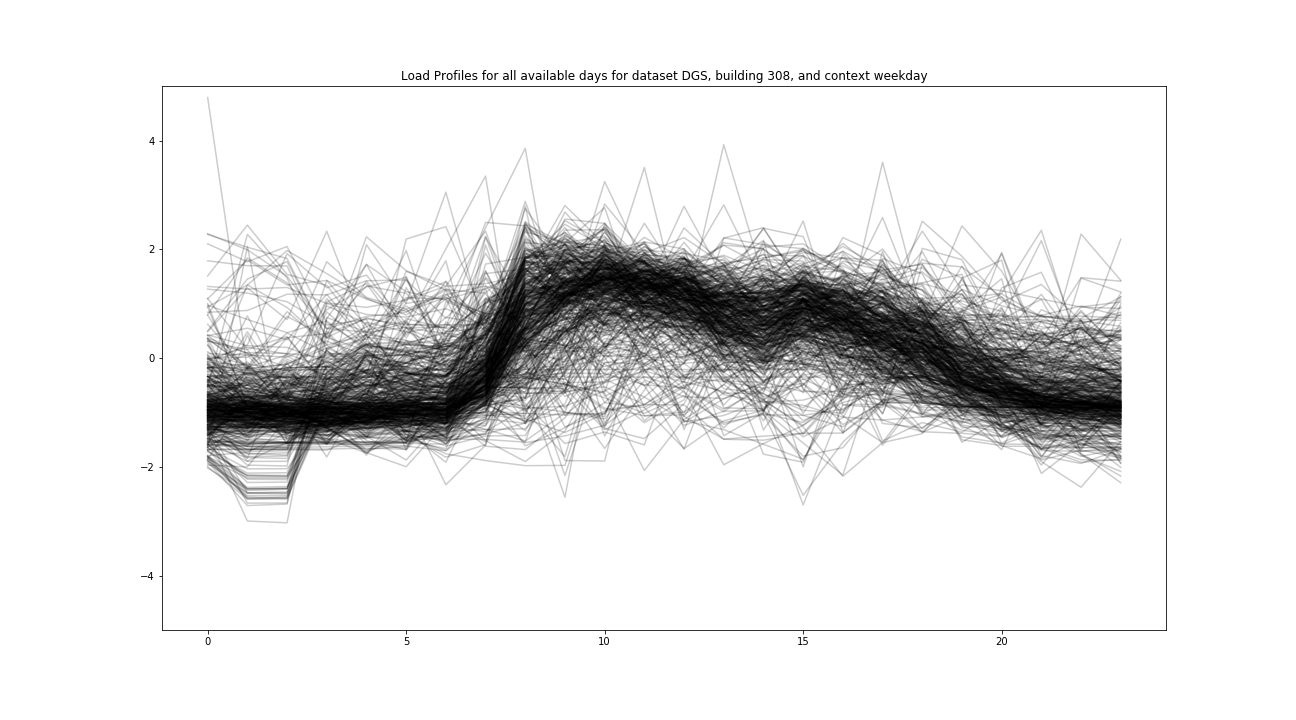 Load Profiles for all available days for dataset DGS, building 308, and context weekday
4
2
0
−2
−4
0 5 10 15 20